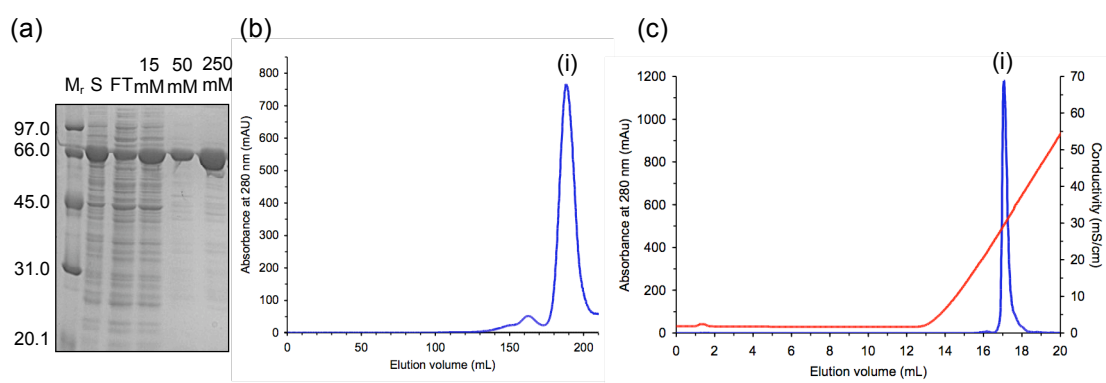 (a)
15 50 250
Mr S FT mM mM mM
97.0
66.0
45.0
31.0
20.1
(b)
(i)
850
800
700
600
500
400
300
200
100
0
Absorbance at 280 nm (mAU)
0 50 100 150 200
Elution volume (mL)
(c)
(i)
1200
1000
800
600
400
200
0
Absorbance at 280 nm (mAu)
70
60
50
40
30
20
10
0
Conductivity (mS/cm)
0 2 4 6 8 10 12 14 16 18 20
Elution volume (mL)